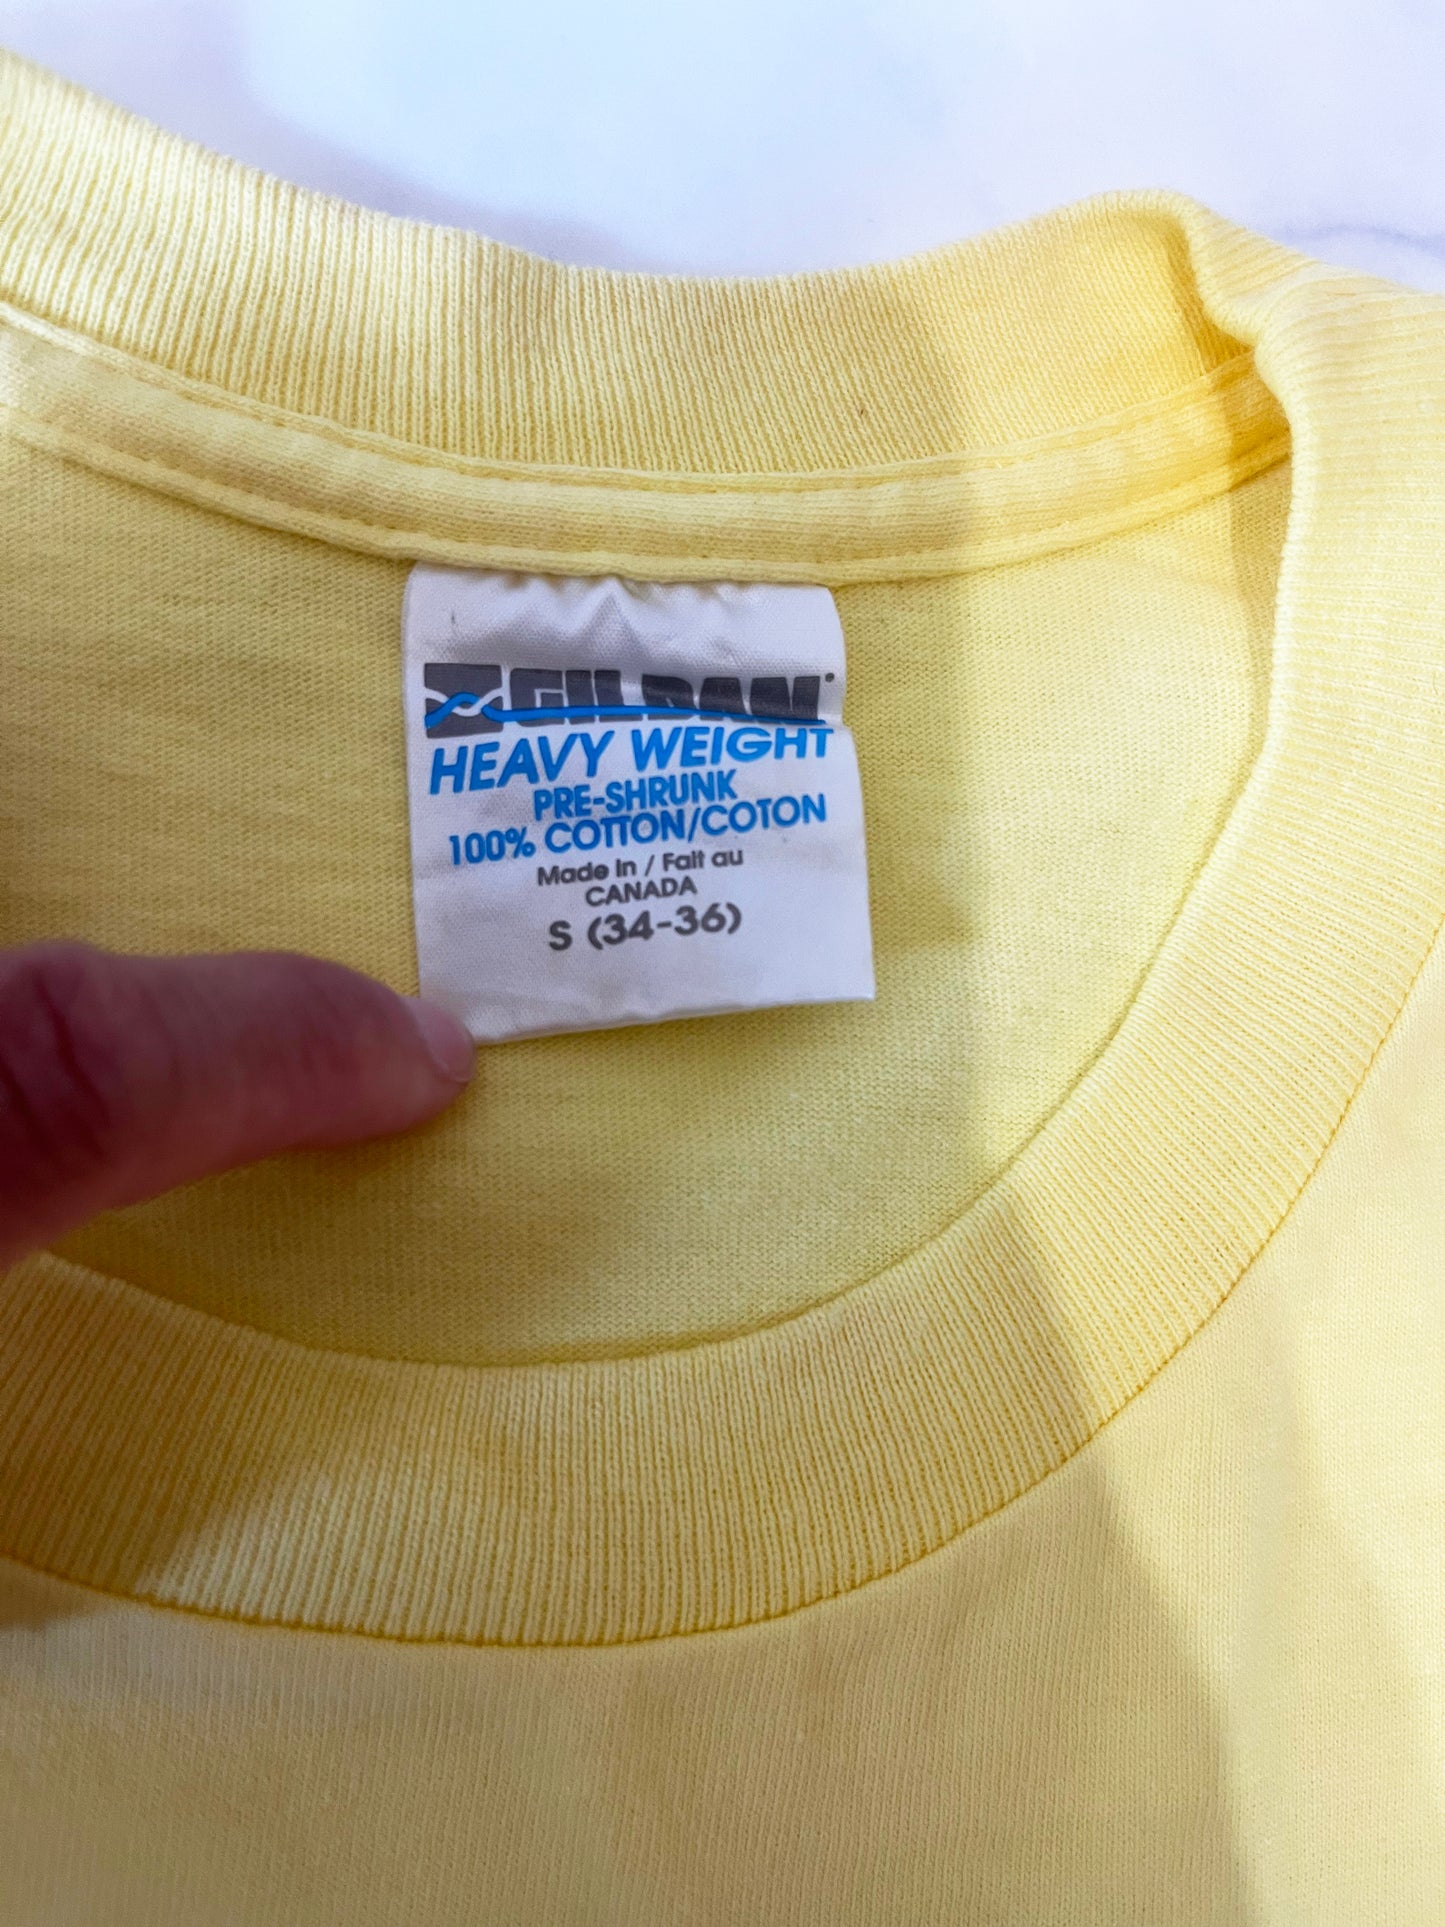 GILDAN
HEAVY WEIGHT
PRE-SHRUNK
100% COTTON/COTON
Made in / Fait au
CANADA
S (34-36)